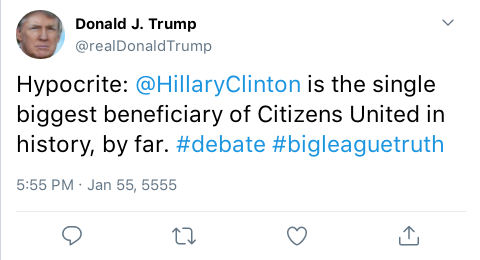 Donald J. Trump
@realDonaldTrump
Hypocrite: @HillaryClinton is the single
biggest beneficiary of Citizens United in
history, by far. #debate #bigleaguetruth
5:55 PM · Jan 55, 5555